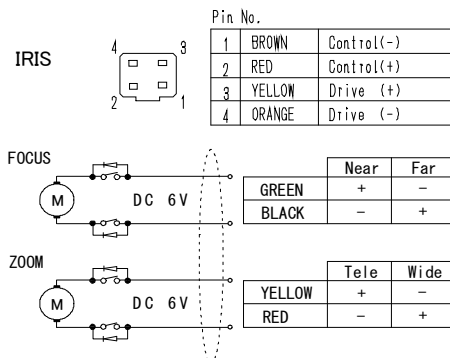 Pin No.
IRIS
4 3
2 1
1 BROWN Control(-)
2 RED Control(+)
3 YELLOW Drive (+)
4 ORANGE Drive (-)
FOCUS
M
DC 6V
Near Far
GREEN + −
BLACK − +
ZOOM
M
DC 6V
Tele Wide
YELLOW + −
RED − +